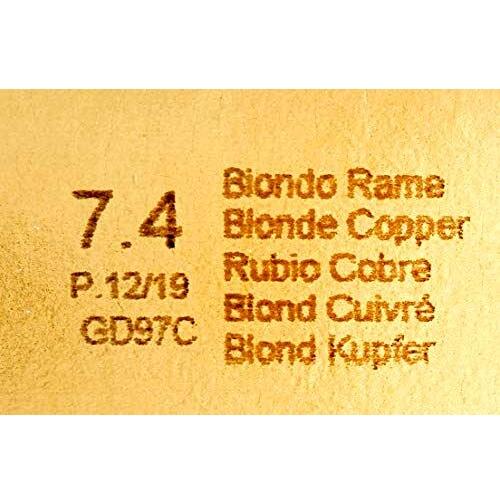 7.4
P.12/19
GD97C
Biondo Rame
Blonde Copper
Rubio Cobre
Blond Cuivré
Blond Kupfer